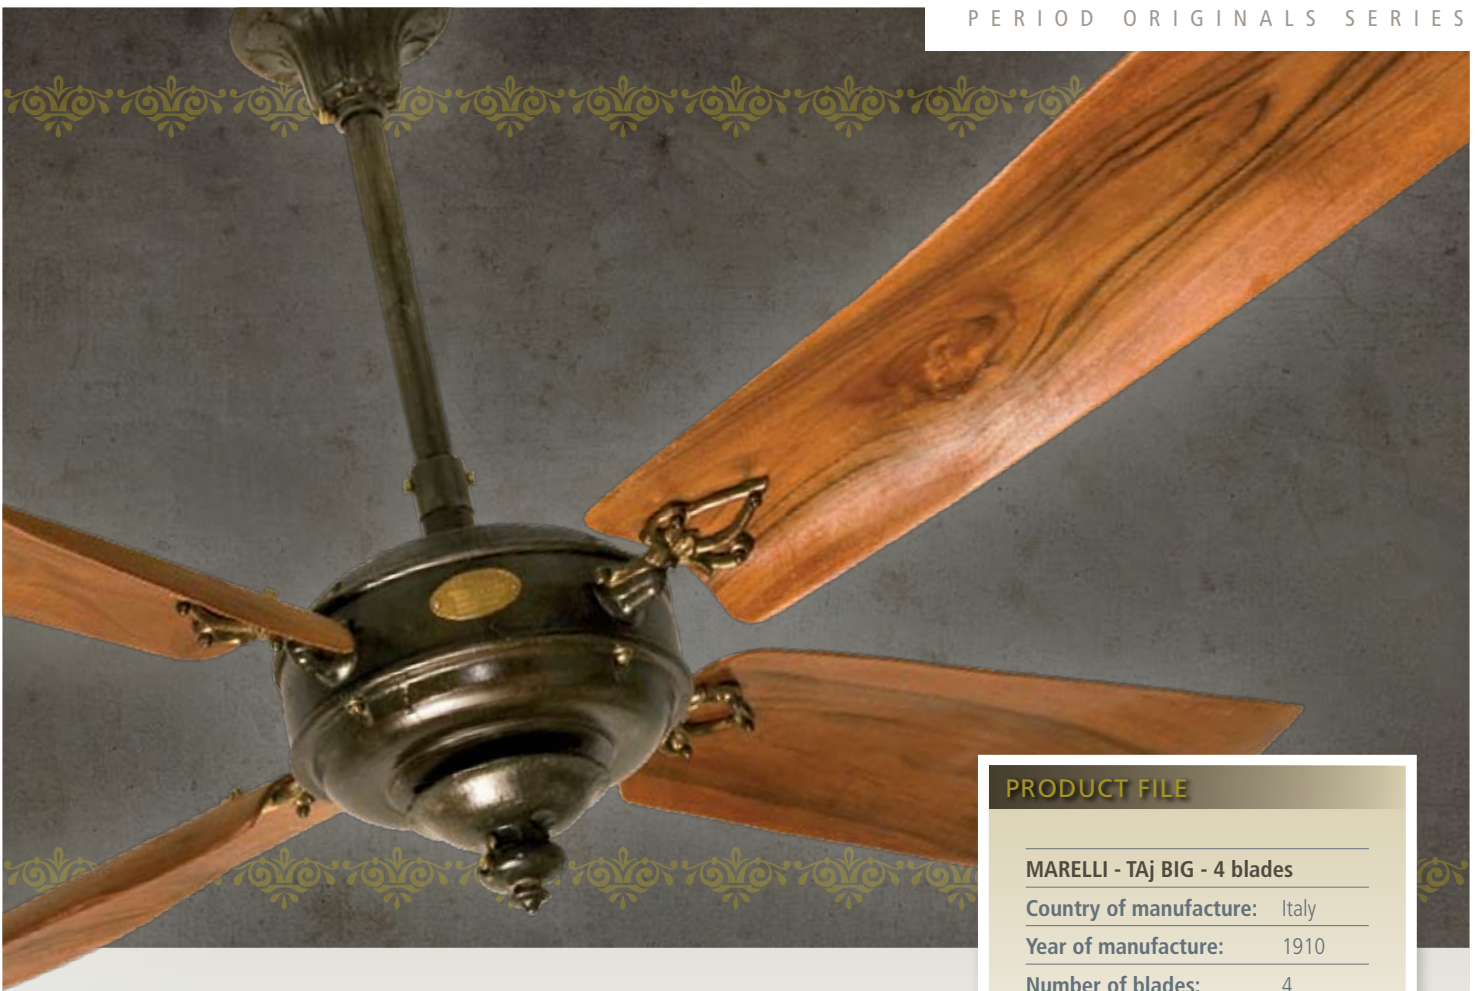 PERIOD ORIGINALS SERIES
PRODUCT FILE
MARELLI - TAj BIG - 4 blades
Country of manufacture: Italy
Year of manufacture: 1910
Number of blades: 4